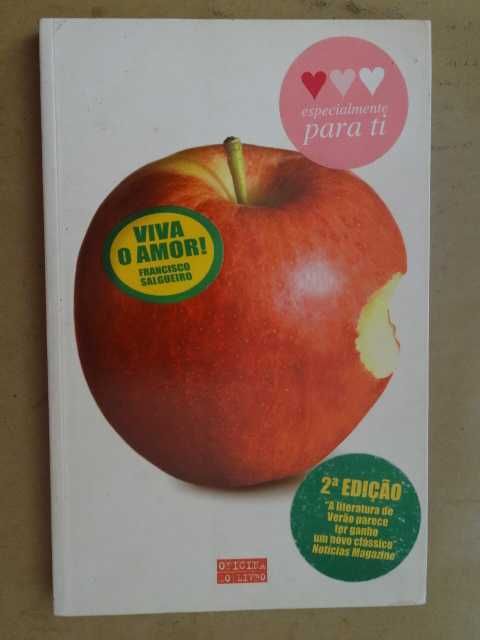 especialmente
para ti
VIVA
O AMOR!
FRANCISCO
SALGUEIRO
2ª EDIÇÃO
"A literatura de
Verão parece
ter ganho
um novo clássico"
Notícias Magazine
OFICINA
DO LIVRO